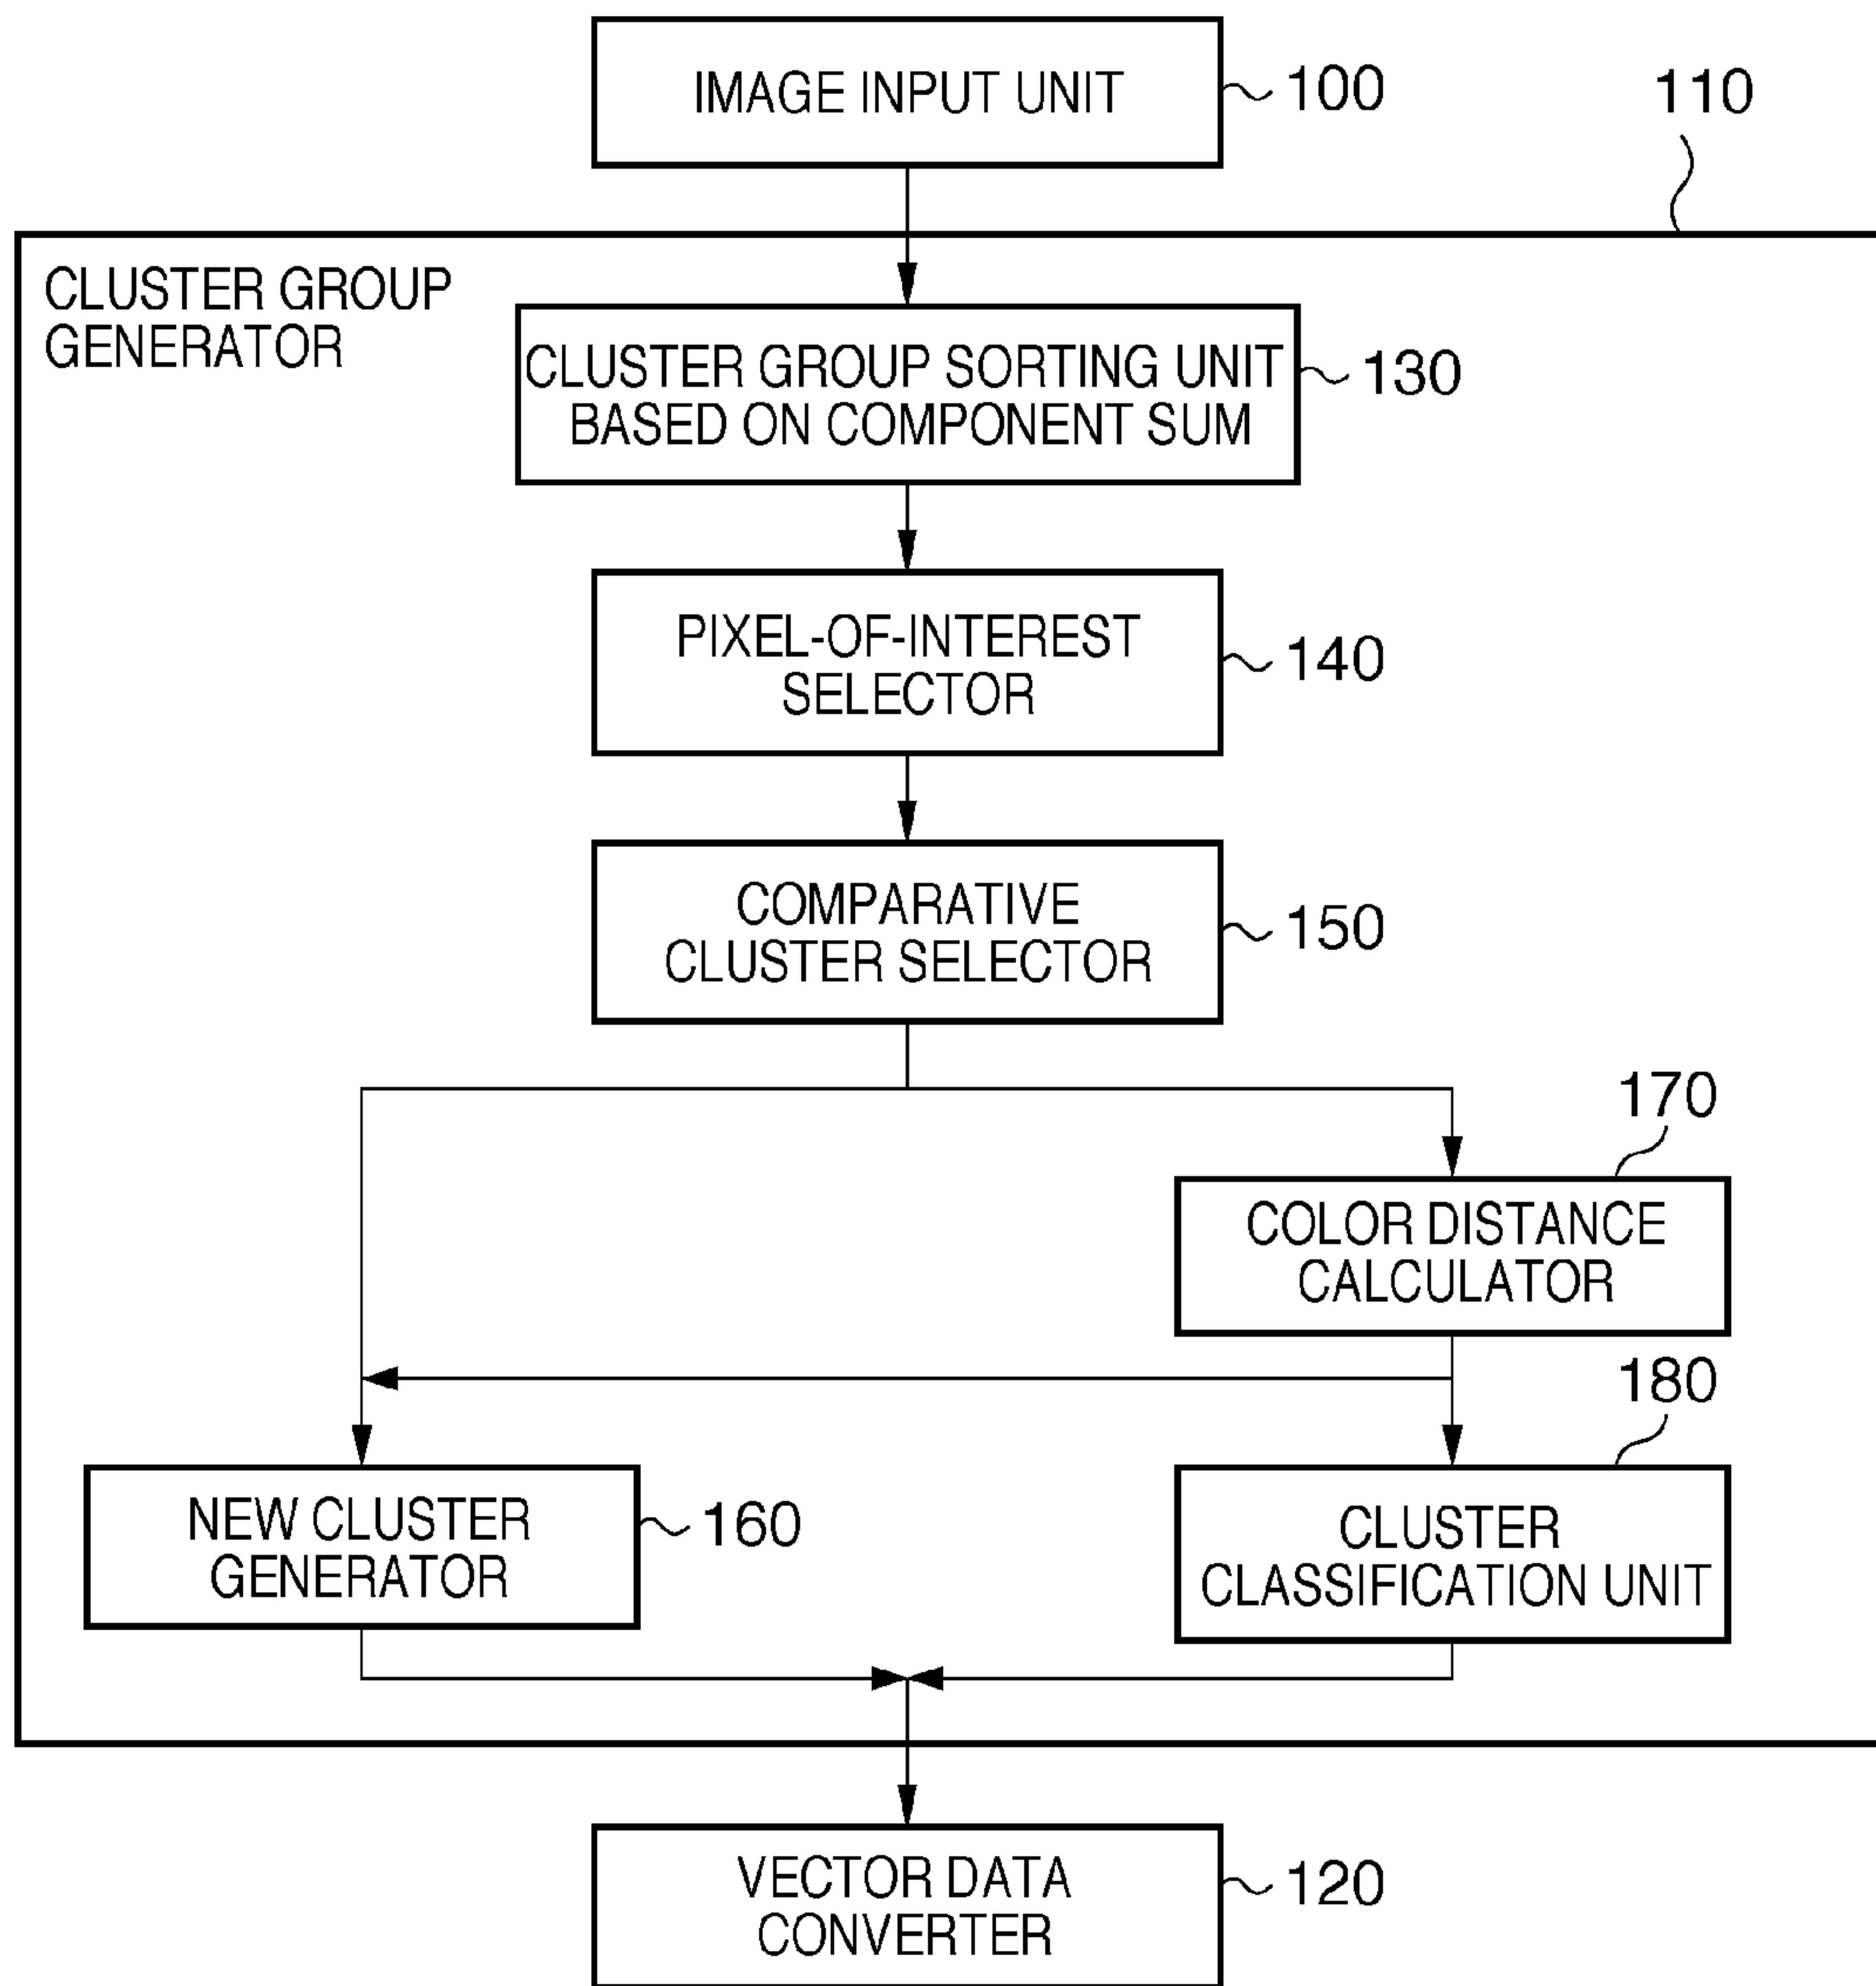 IMAGE INPUT UNIT
100
110
CLUSTER GROUP
GENERATOR
CLUSTER GROUP SORTING UNIT
BASED ON COMPONENT SUM
130
PIXEL-OF-INTEREST
SELECTOR
140
COMPARATIVE
CLUSTER SELECTOR
150
170
COLOR DISTANCE
CALCULATOR
180
NEW CLUSTER
GENERATOR
160
CLUSTER
CLASSIFICATION UNIT
VECTOR DATA
CONVERTER
120